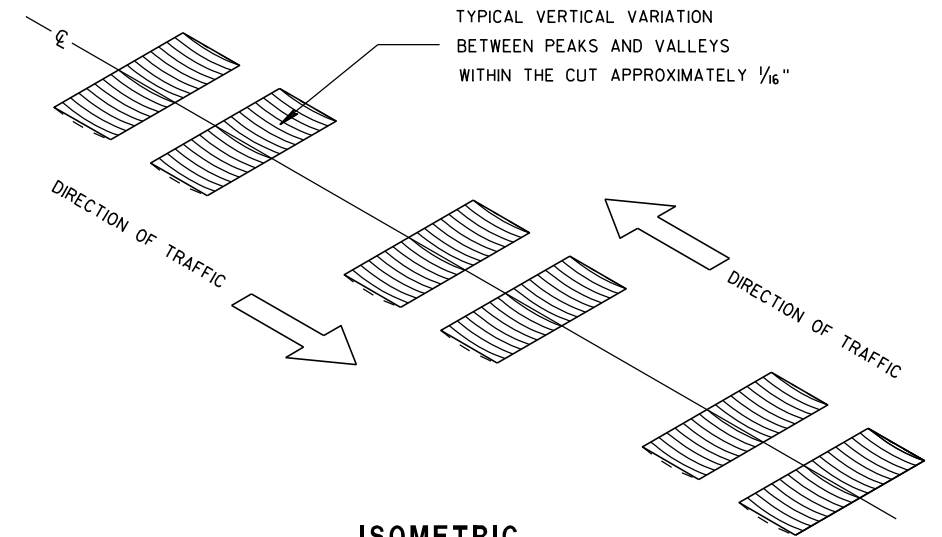 TYPICAL VERTICAL VARIATION
BETWEEN PEAKS AND VALLEYS
WITHIN THE CUT APPROXIMATELY 1/16"
℄
DIRECTION OF TRAFFIC
DIRECTION OF TRAFFIC
ISOMETRIC